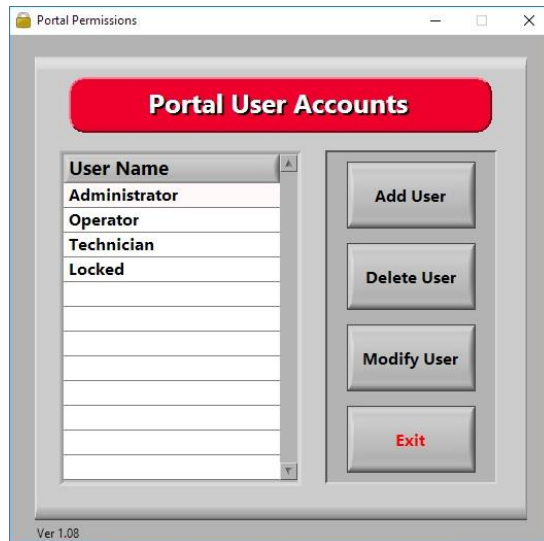 Portal Permissions
Portal User Accounts
User Name
Administrator
Operator
Technician
Locked
Add User
Delete User
Modify User
Exit
Ver 1.08